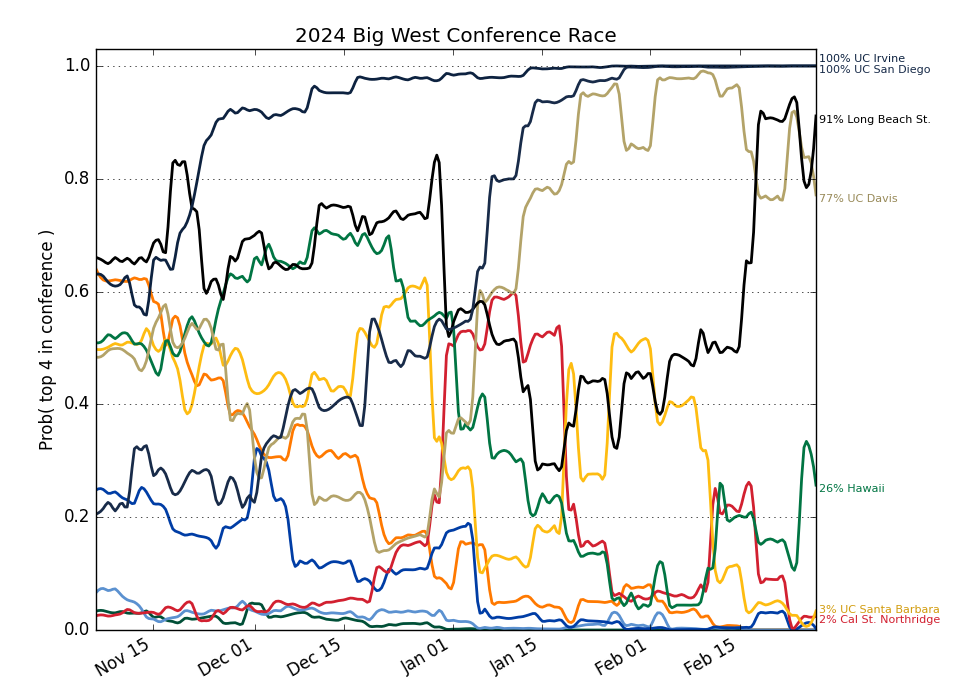 2024 Big West Conference Race
Prob( top 4 in conference )
1.0
0.8
0.6
0.4
0.2
0.0
Nov 15
Dec 01
Dec 15
Jan 01
Jan 15
Feb 01
Feb 15
100% UC Irvine
100% UC San Diego
91% Long Beach St.
77% UC Davis
26% Hawaii
3% UC Santa Barbara
2% Cal St. Northridge